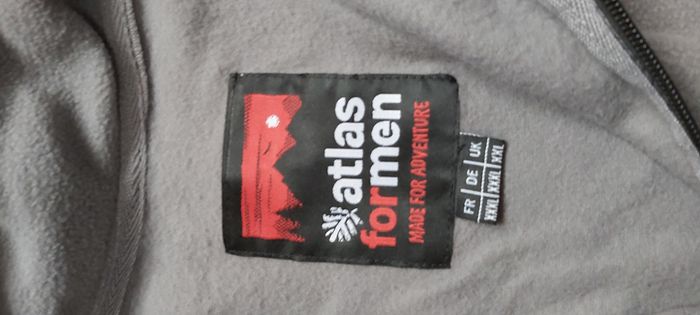 atlas
formen
MADE FOR ADVENTURE
FR DE UK
XXXL XXXL XXL